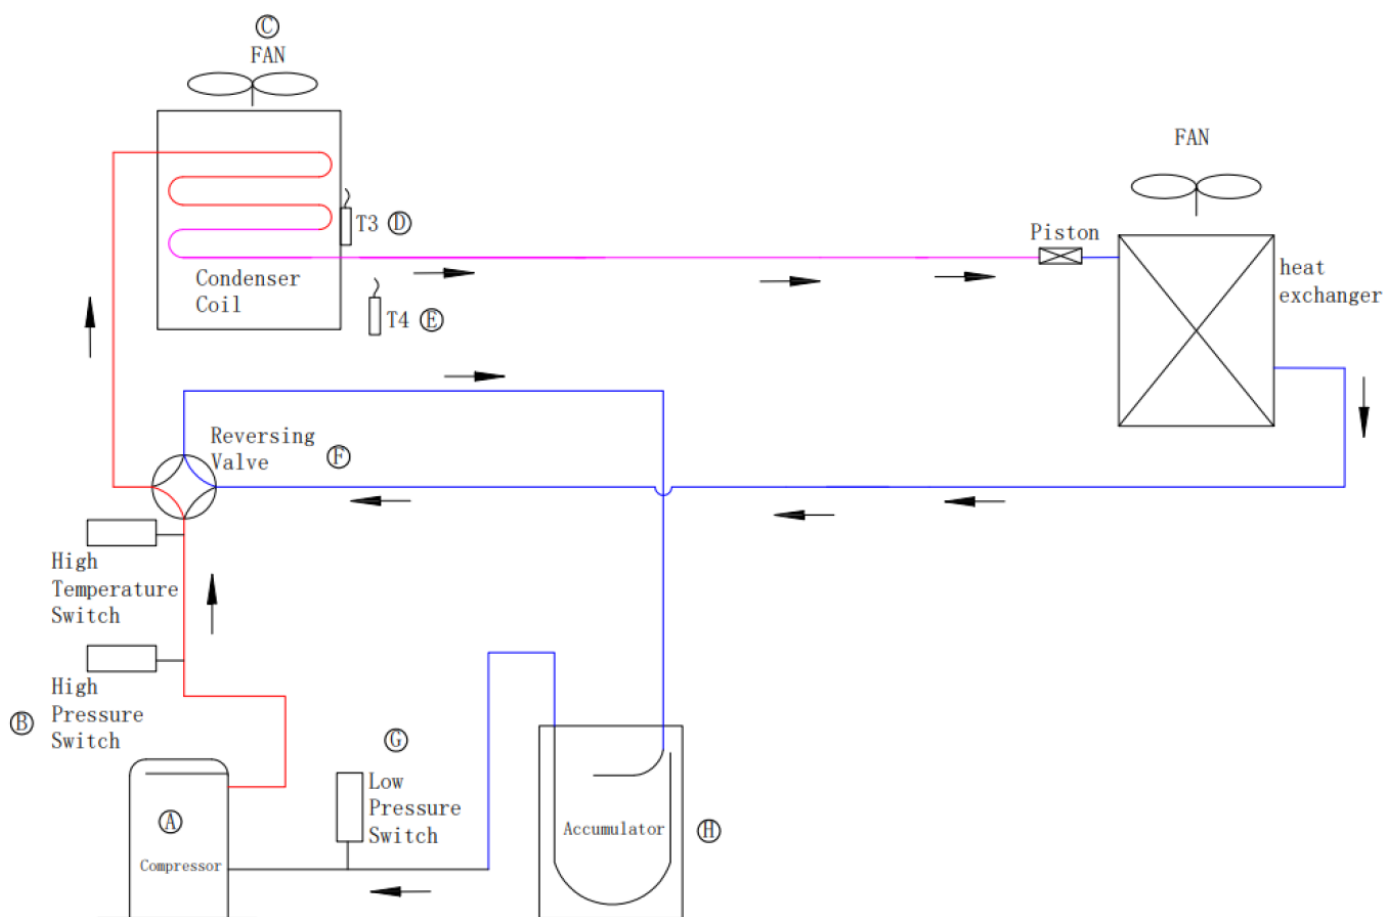 Ⓒ
FAN
FAN
T3 Ⓓ
Piston
Condenser
Coil
heat
exchanger
T4 Ⓔ
Reversing
Valve
Ⓕ
High
Temperature
Switch
High
Pressure
Switch
Ⓑ
Ⓖ
Low
Pressure
Switch
Ⓐ
Compressor
Accumulator
Ⓗ